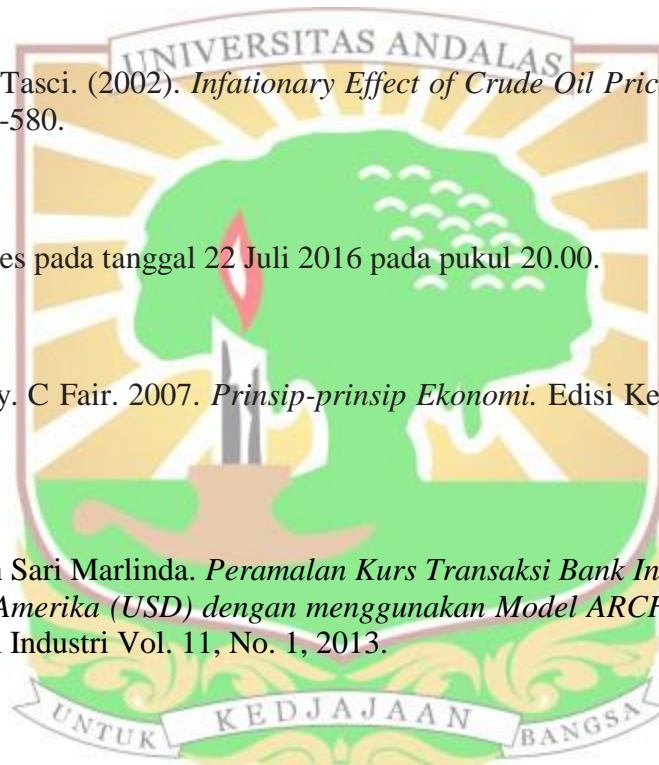 UNIVERSITAS ANDALAS
Tasci. (2002). Infationary Effect of Crude Oil Pric
-580.
es pada tanggal 22 Juli 2016 pada pukul 20.00.
y. C Fair. 2007. Prinsip-prinsip Ekonomi. Edisi Ke
Sari Marlinda. Peramalan Kurs Transaksi Bank In
Amerika (USD) dengan menggunakan Model ARCH
Industri Vol. 11, No. 1, 2013.
UNTUK KEDJAJAAN BANGSA